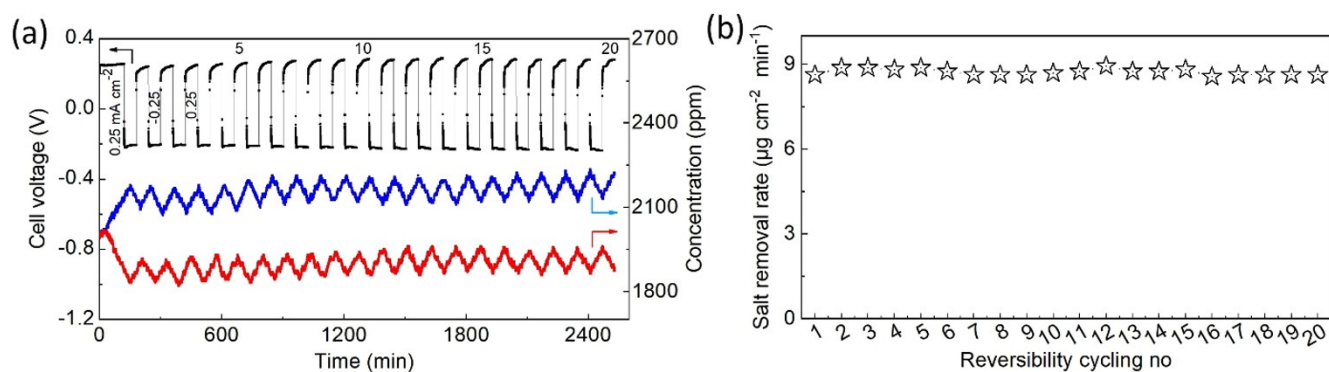 (a)
0.4
0.0
-0.4
-0.8
-1.2
Cell voltage (V)
5
10
15
20
0.25 mA cm-2
-0.25
0.25
2700
2400
2100
1800
Concentration (ppm)
0
600
1200
1800
2400
Time (min)
(b)
9
6
3
0
Salt removal rate (µg cm-2 min-1)
1 2 3 4 5 6 7 8 9 10 11 12 13 14 15 16 17 18 19 20
Reversibility cycling no